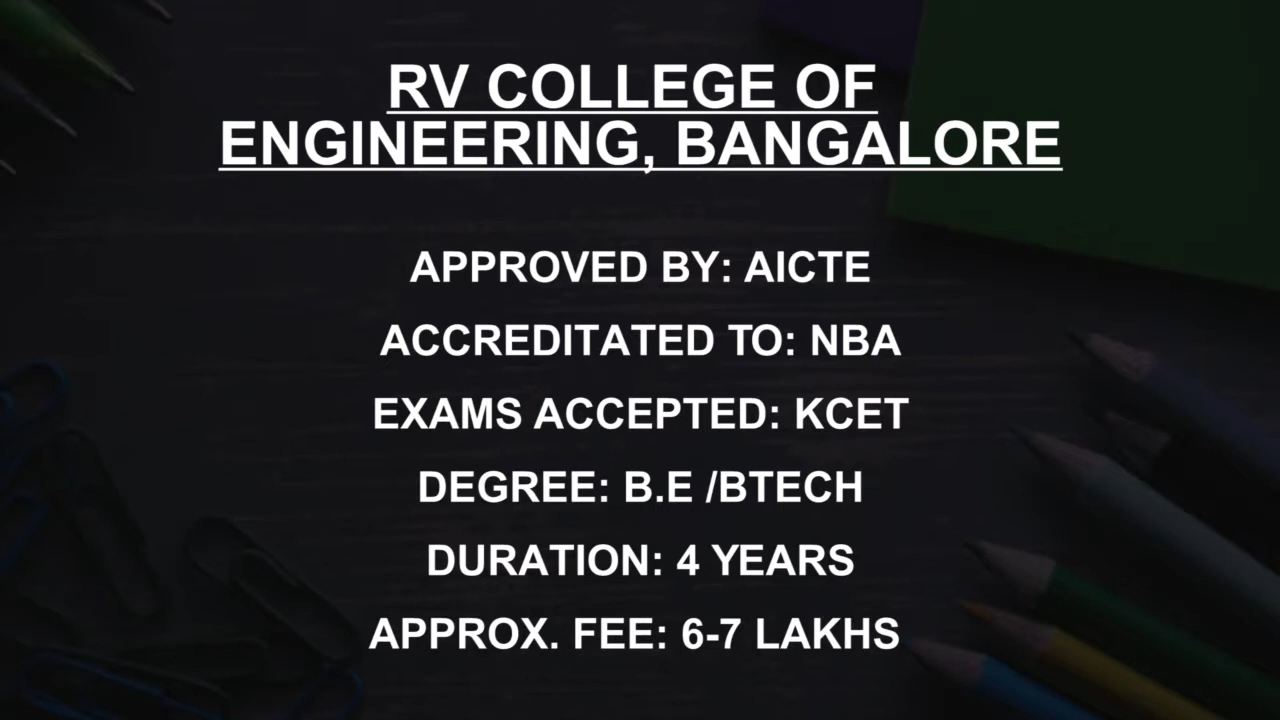 RV COLLEGE OF
ENGINEERING, BANGALORE
APPROVED BY: AICTE
ACCREDITATED TO: NBA
EXAMS ACCEPTED: KCET
DEGREE: B.E /BTECH
DURATION: 4 YEARS
APPROX. FEE: 6-7 LAKHS